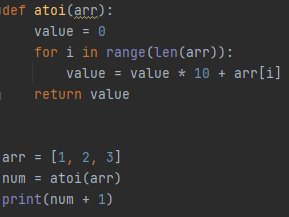 def atoi(arr):
    value = 0
    for i in range(len(arr)):
        value = value * 10 + arr[i]
    return value
arr = [1, 2, 3]
num = atoi(arr)
print(num + 1)